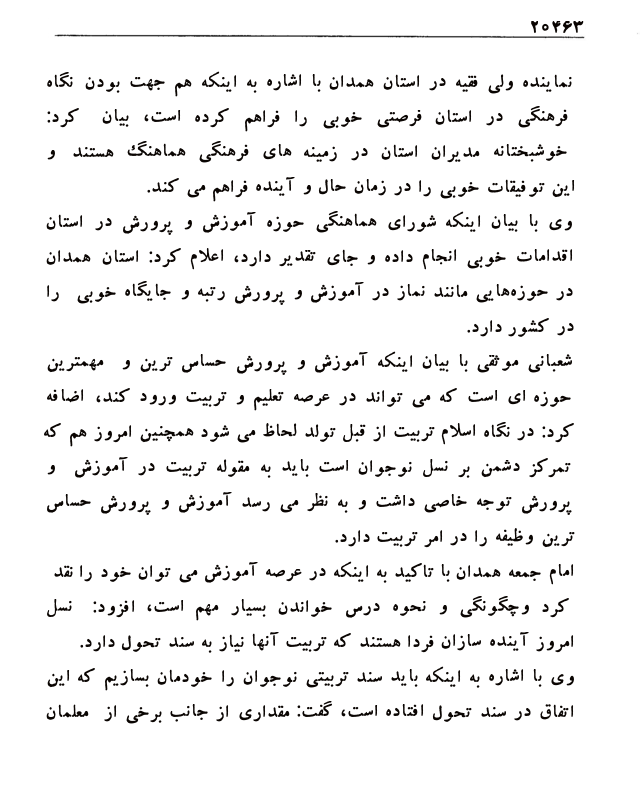 ۲۰۴۶۳
نماینده ولی فقیه در استان همدان با اشاره به اینکه هم جهت بودن نگاه
فرهنگی در استان فرصتی خوبی را فراهم کرده است، بیان کرد:
خوشبختانه مدیران استان در زمینه های فرهنگی هماهنگ هستند و
این توفیقات خوبی را در زمان حال و آینده فراهم می کند.
وی با بیان اینکه شورای هماهنگی حوزه آموزش و پرورش در استان
اقدامات خوبی انجام داده و جای تقدیر دارد، اعلام کرد: استان همدان
در حوزه‌هایی مانند نماز در آموزش و پرورش رتبه و جایگاه خوبی را
در کشور دارد.
شعبانی موثقی با بیان اینکه آموزش و پرورش حساس ترین و مهمترین
حوزه ای است که می تواند در عرصه تعلیم و تربیت ورود کند، اضافه
کرد: در نگاه اسلام تربیت از قبل تولد لحاظ می شود همچنین امروز هم که
تمرکز دشمن بر نسل نوجوان است باید به مقوله تربیت در آموزش و
پرورش توجه خاصی داشت و به نظر می رسد آموزش و پرورش حساس
ترین وظیفه را در امر تربیت دارد.
امام جمعه همدان با تاکید به اینکه در عرصه آموزش می توان خود را نقد
کرد وچگونگی و نحوه درس خواندن بسیار مهم است، افزود: نسل
امروز آینده سازان فردا هستند که تربیت آنها نیاز به سند تحول دارد.
وی با اشاره به اینکه باید سند تربیتی نوجوان را خودمان بسازیم که این
اتفاق در سند تحول افتاده است، گفت: مقداری از جانب برخی از معلمان